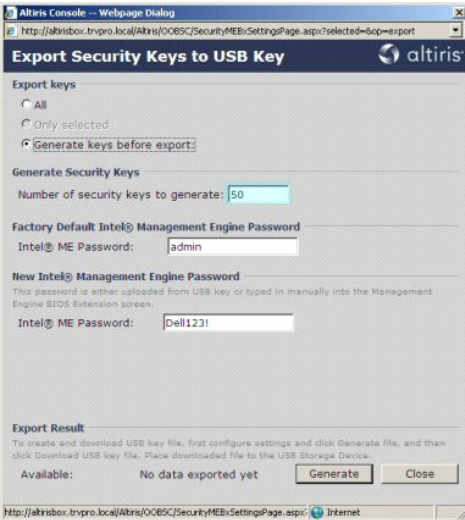 Altiris Console -- Webpage Dialog
http://altirisbox.trvpro.local/Altiris/OOBSC/SecurityMEBxSettingsPage.aspx?selected=&op=export
Export Security Keys to USB Key
altiris
Export keys
All
Only selected
Generate keys before export:
Generate Security Keys
Number of security keys to generate: 50
Factory Default Intel® Management Engine Password
Intel® ME Password: admin
New Intel® Management Engine Password
This password is either uploaded from USB key or typed in manually into the Management
Engine BIOS Extension screen.
Intel® ME Password: Dell123!
Export Result
To create and download USB key file, first configure settings and click Generate file, and then
click Download USB key file. Place downloaded file to the USB Storage Device.
Available: No data exported yet Generate Close
http://altirisbox.trvpro.local/Altiris/OOBSC/SecurityMEBxSettingsPage.aspx? Internet